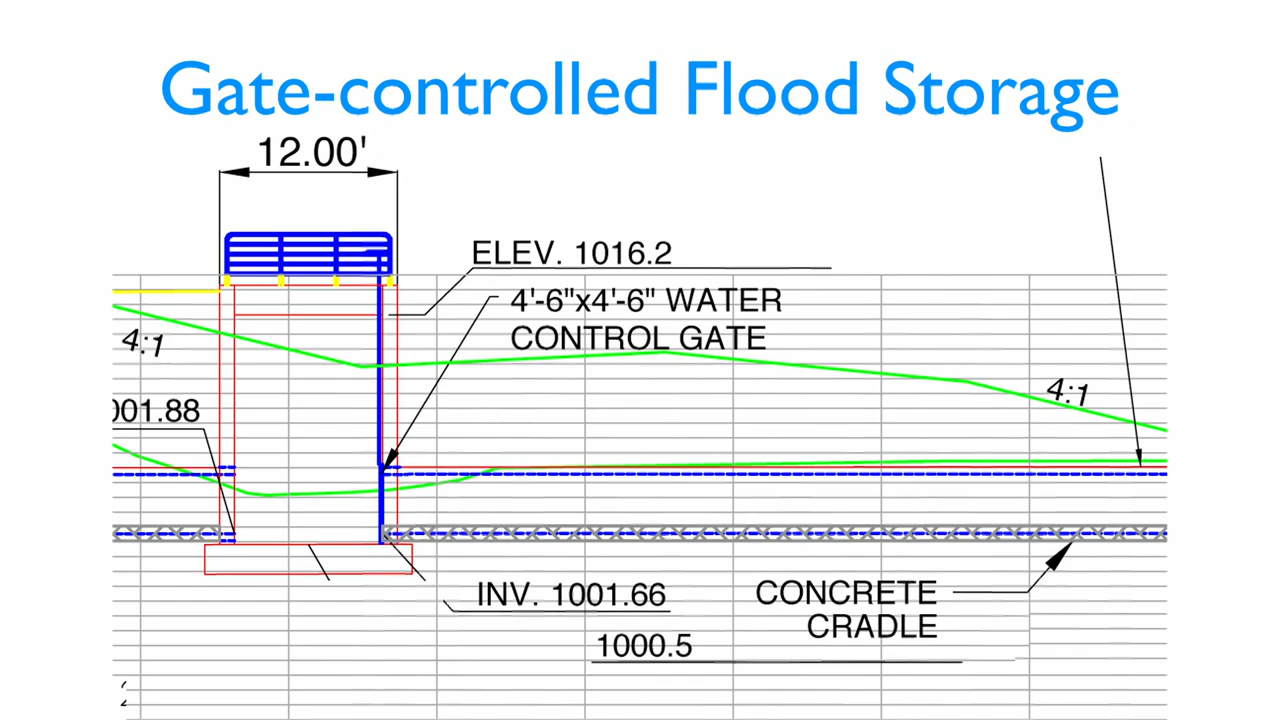 Gate-controlled Flood Storage
12.00'
ELEV. 1016.2
4'-6"x4'-6" WATER
CONTROL GATE
4:1
4:1
001.88
INV. 1001.66
CONCRETE
CRADLE
1000.5